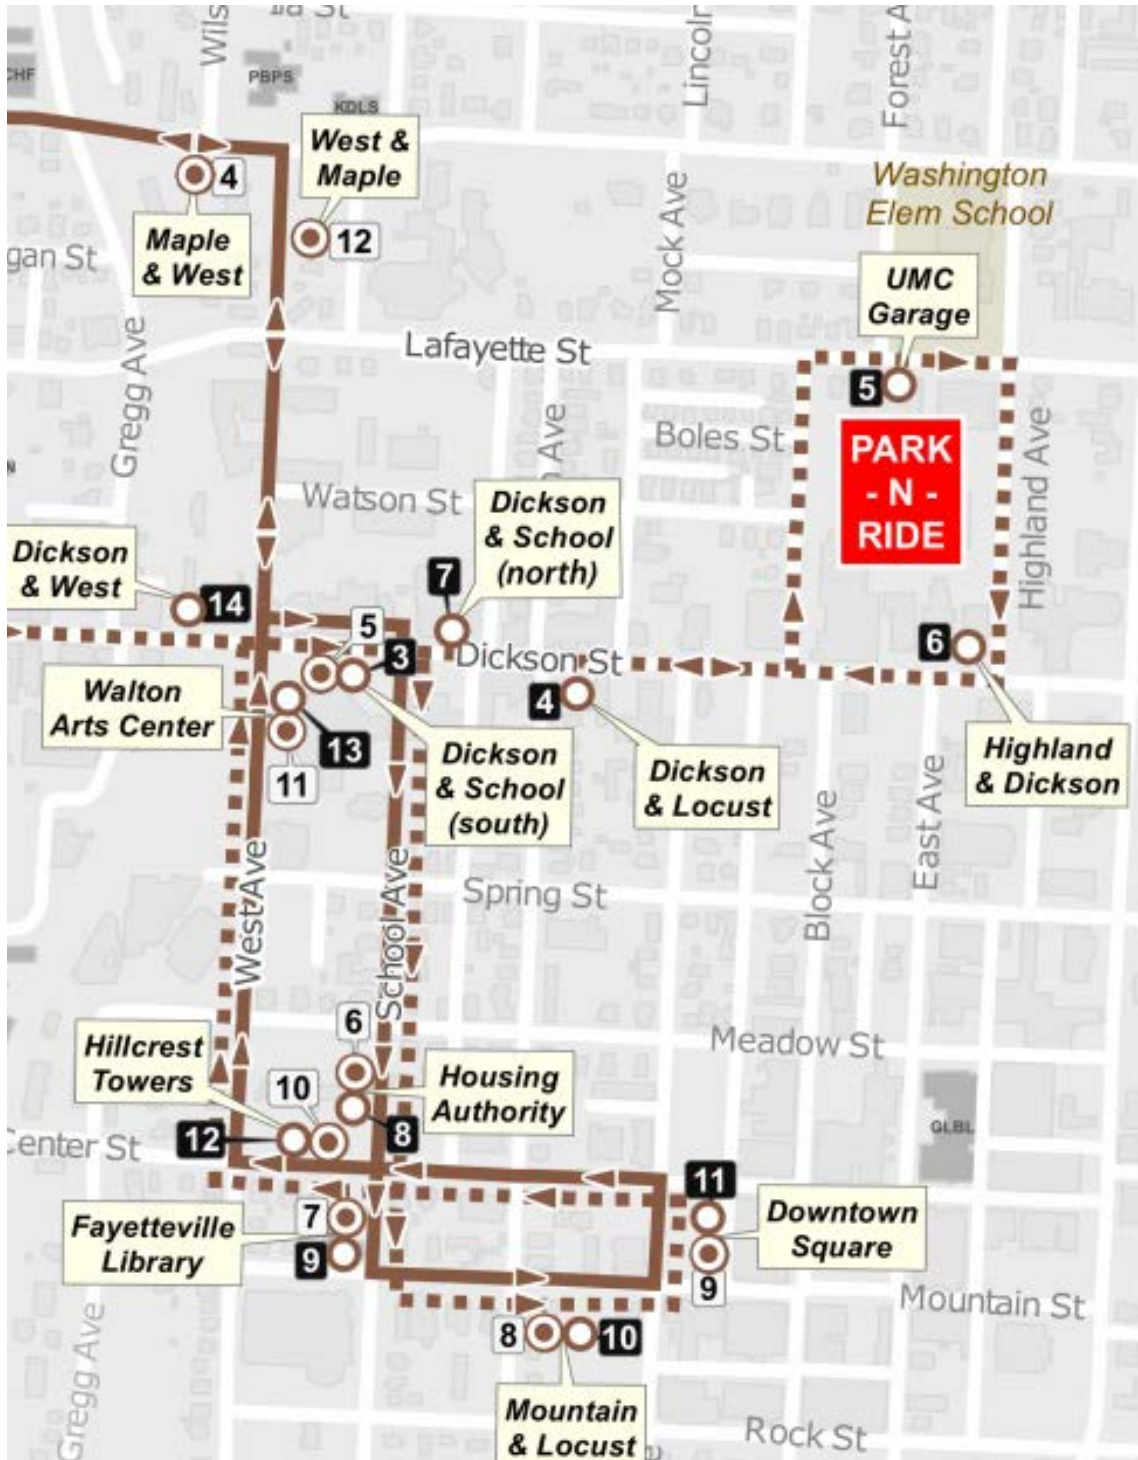 Wils
la St
Lincoln
Forest A
CHF
PBPS
KDLS
West &
Maple
4
12
Maple
& West
gan St
Mock Ave
Washington
Elem School
UMC
Garage
Gregg Ave
Lafayette St
5
Boles St
PARK
- N -
RIDE
Highland Ave
Ave
Watson St
Dickson
& School
(north)
Dickson
& West
14
7
5
3
Dickson St
6
Walton
Arts Center
4
13
11
Dickson
& School
(south)
Dickson
& Locust
Highland
& Dickson
West Ave
School Ave
Spring St
Block Ave
East Ave
6
Meadow St
Hillcrest
Towers
10
Housing
Authority
12
8
GLBL
Center St
11
Fayetteville
Library
7
9
Downtown
Square
9
Mountain St
8
10
Gregg Ave
Mountain
& Locust
Rock St